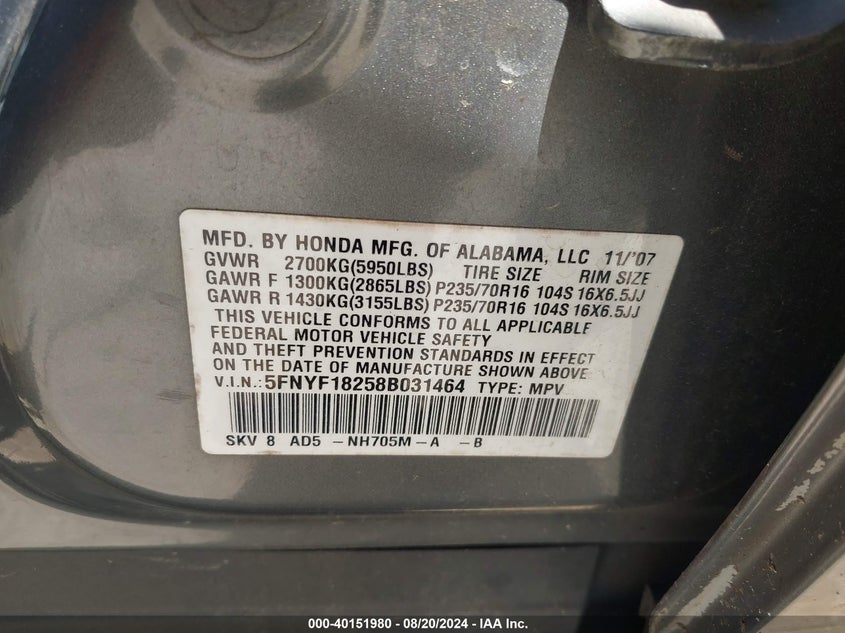 MFD. BY HONDA MFG. OF ALABAMA, LLC 11/'07
GVWR 2700KG(5950LBS) TIRE SIZE RIM SIZE
GAWR F 1300KG(2865LBS) P235/70R16 104S 16X6.5JJ
GAWR R 1430KG(3155LBS) P235/70R16 104S 16X6.5JJ
THIS VEHICLE CONFORMS TO ALL APPLICABLE
FEDERAL MOTOR VEHICLE SAFETY
AND THEFT PREVENTION STANDARDS IN EFFECT
ON THE DATE OF MANUFACTURE SHOWN ABOVE.
V.I.N.: 5FNYF18258B031464 TYPE: MPV
SKV 8 AD5 -NH705M-A -B
000-40151980 - 08/20/2024 - IAA Inc.